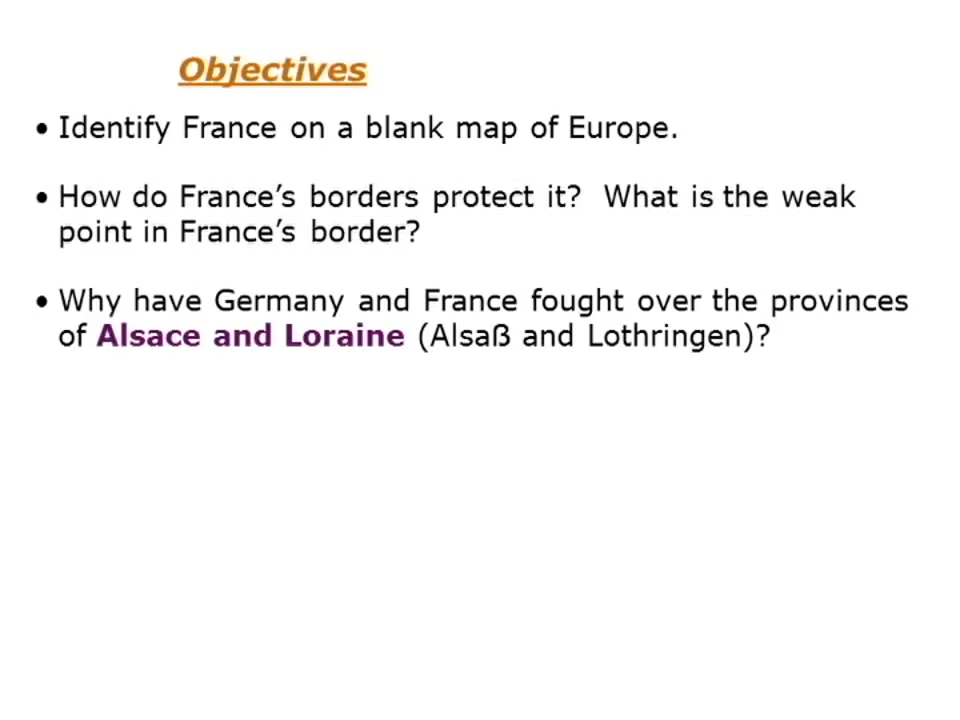 Objectives
• Identify France on a blank map of Europe.
• How do France’s borders protect it? What is the weak
point in France’s border?
• Why have Germany and France fought over the provinces
of Alsace and Loraine (Alsaß and Lothringen)?